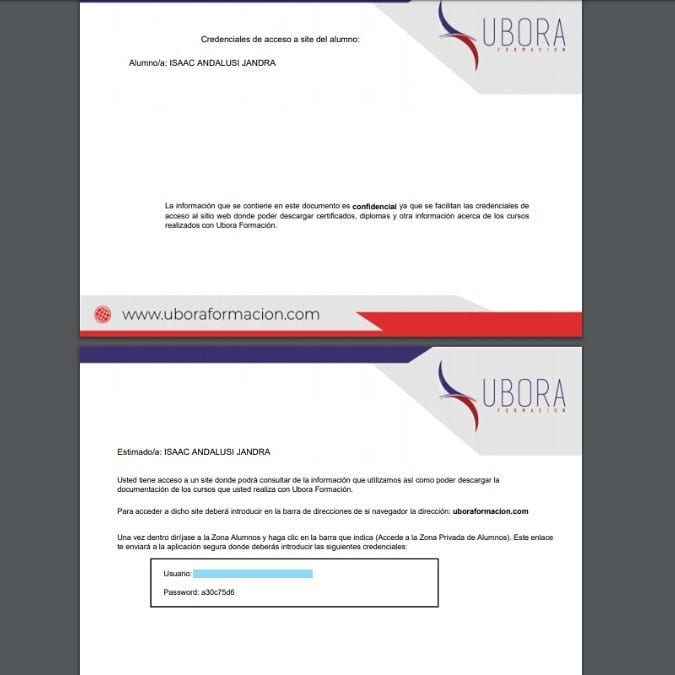 UBORA
FORMACION
Credenciales de acceso a site del alumno:
Alumno/a: ISAAC ANDALUSI JANDRA
La información que se contiene en este documento es confidencial ya que se facilitan las credenciales de
acceso al sitio web donde poder descargar certificados, diplomas y otra información acerca de los cursos
realizados con Ubora Formación.
www.uboraformacion.com
UBORA
FORMACION
Estimado/a: ISAAC ANDALUSI JANDRA
Usted tiene acceso a un site donde podrá consultar de la información que utilizamos así como poder descargar la
documentación de los cursos que usted realiza con Ubora Formación.
Para acceder a dicho site deberá introducir en la barra de direcciones de si navegador la dirección: uboraformacion.com
Una vez dentro diríjase a la Zona Alumnos y haga clic en la barra que indica (Accede a la Zona Privada de Alumnos). Este enlace
te enviará a la aplicación segura donde deberás introducir las siguientes credenciales:
Usuario:
Password: a30c75d6